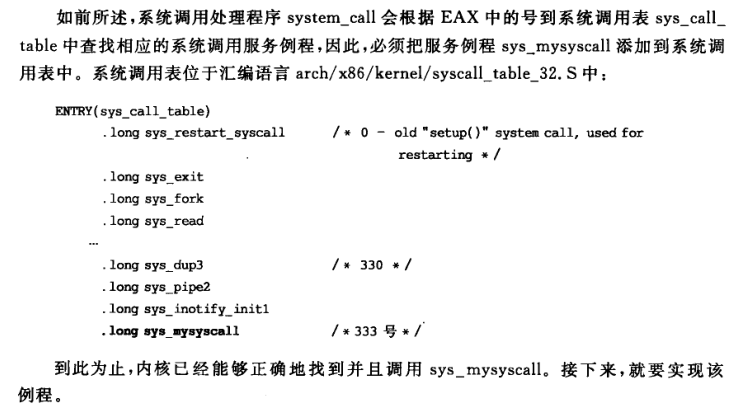 如前所述,系统调用处理程序 system_call 会根据 EAX 中的号到系统调用表 sys_call_
table 中查找相应的系统调用服务例程,因此,必须把服务例程 sys_mysyscall 添加到系统调
用表中。系统调用表位于汇编语言 arch/x86/kernel/syscall_table_32.S 中:
ENTRY(sys_call_table)
.long sys_restart_syscall /* 0 - old "setup()" system call, used for
restarting */
.long sys_exit
.long sys_fork
.long sys_read
…
.long sys_dup3 /* 330 */
.long sys_pipe2
.long sys_inotify_init1
.long sys_mysyscall /*333 号*/
到此为止,内核已经能够正确地找到并且调用 sys_mysyscall。接下来,就要实现该
例程。